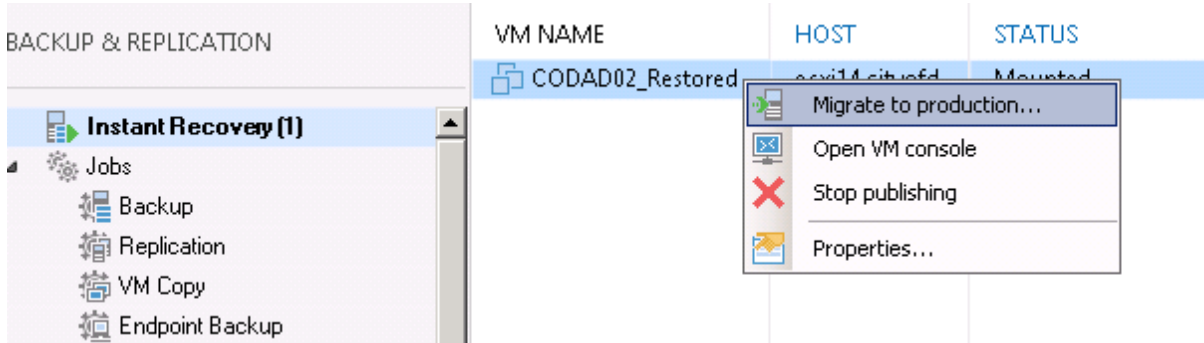 BACKUP & REPLICATION
Instant Recovery (1)
Jobs
Backup
Replication
VM Copy
Endpoint Backup
VM NAME HOST STATUS
CODAD02_Restored Mounted
Migrate to production...
Open VM console
Stop publishing
Properties...